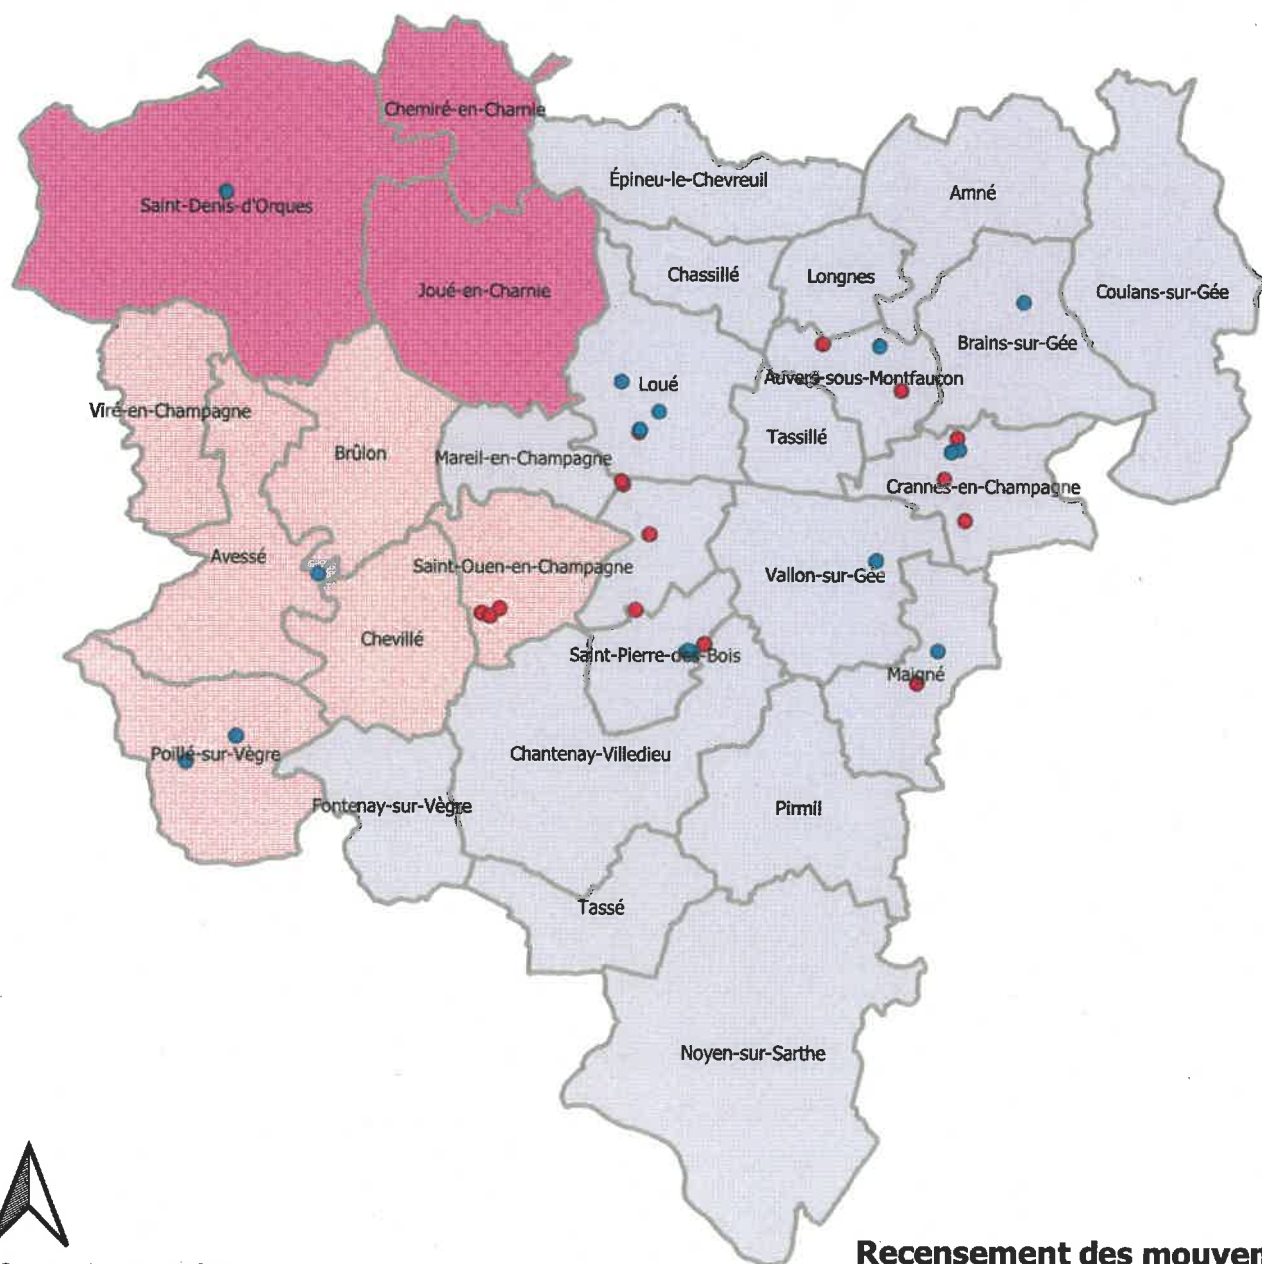 Chemiré-en-Charnie
Épineu-le-Chevreuil
Amné
Saint-Denis-d'Orques
Chassillé
Longnes
Joué-en-Charnie
Coulans-sur-Gée
Brains-sur-Gée
Auvers-sous-Montfaucon
Loué
Viré-en-Champagne
Tassillé
Brûlon
Mareil-en-Champagne
Crannes-en-Champagne
Avessé
Saint-Ouen-en-Champagne
Vallon-sur-Gée
Chevillé
Saint-Pierre-des-Bois
Maigné
Poillé-sur-Vègre
Chantenay-Villedieu
Fontenay-sur-Vègre
Pirmil
Tassé
Noyen-sur-Sarthe
Recensement des mouven